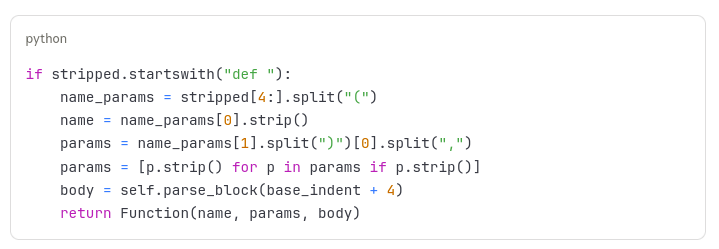 python
if stripped.startswith("def "):
    name_params = stripped[4:].split("(")
    name = name_params[0].strip()
    params = name_params[1].split(")")[0].split(",")
    params = [p.strip() for p in params if p.strip()]
    body = self.parse_block(base_indent + 4)
    return Function(name, params, body)